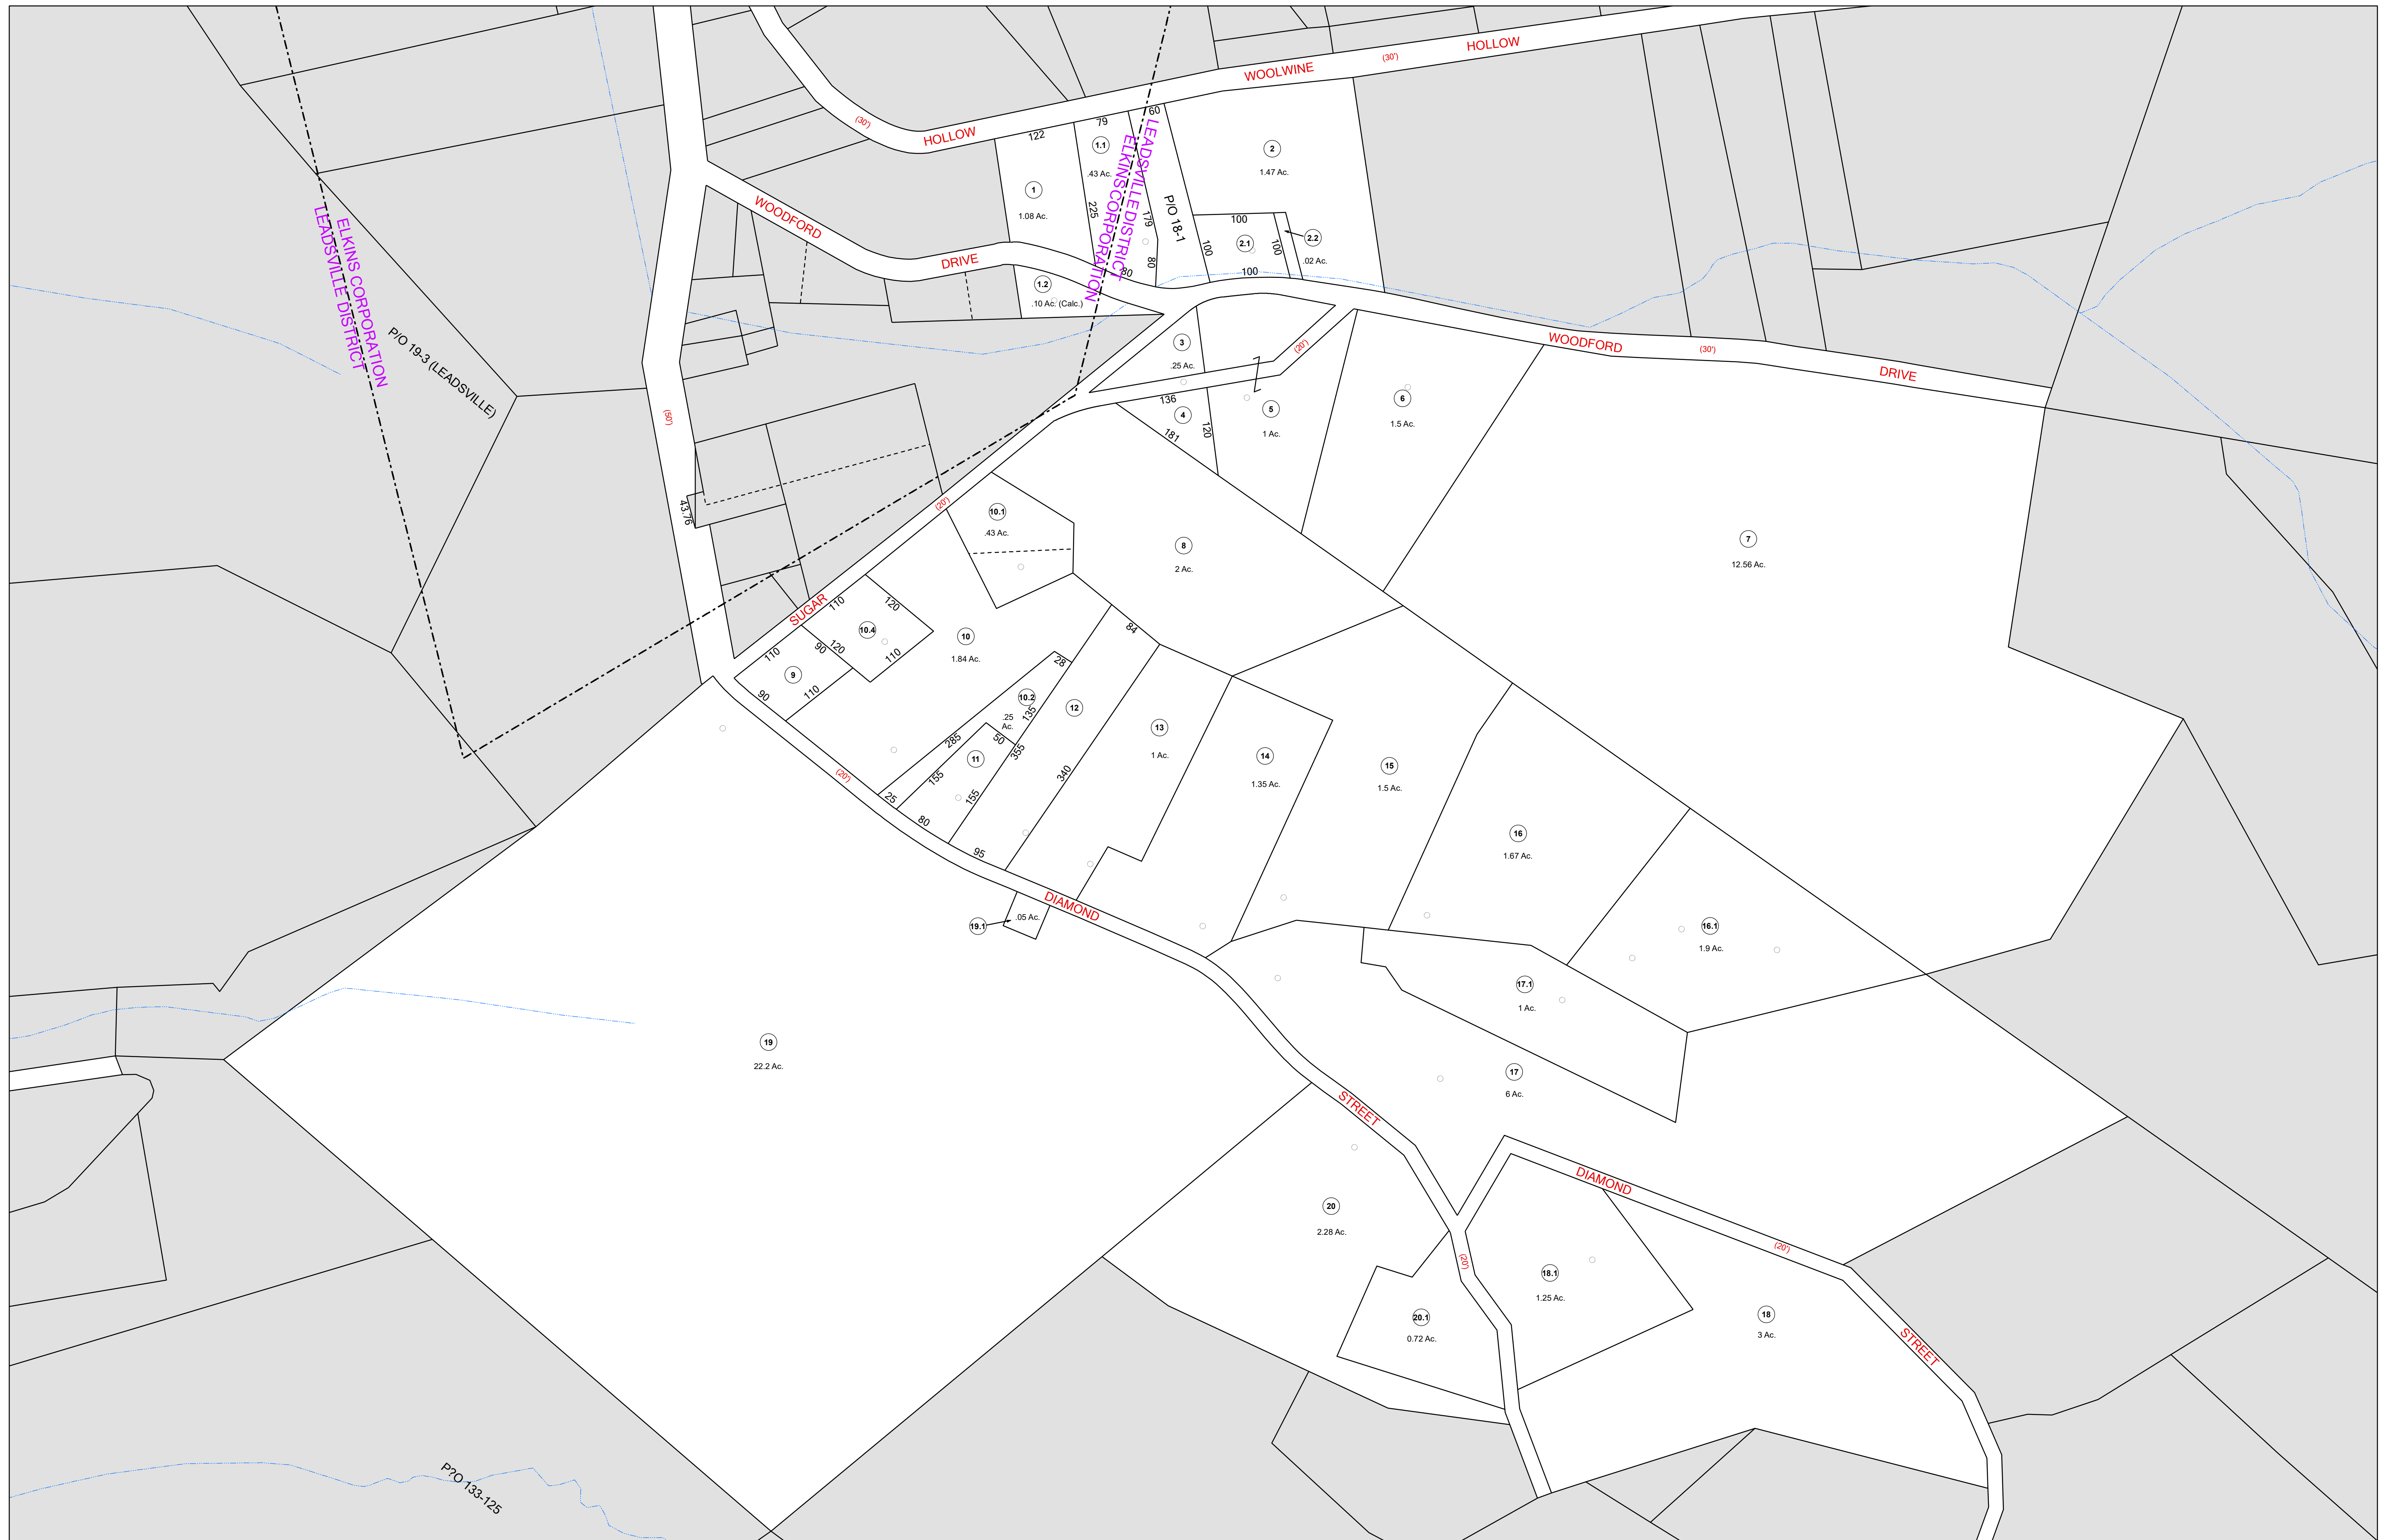 HOLLOW
(30')
WOOLWINE
(30')
HOLLOW
60
79
122
1.1
.43 Ac.
2
1.47 Ac.
1
1.08 Ac.
225
179
P/O 18-1
LEADSVILLE DISTRICT
ELKINS CORPORATION
WOODFORD
DRIVE
100
2.1
100
100
100
2.2
.02 Ac.
80
80
1.2
.10 Ac. (Calc.)
ELKINS CORPORATION
LEADSVILLE DISTRICT
P/O 19-3 (LEADSVILLE)
3
.25 Ac.
(20')
WOODFORD
(30')
DRIVE
136
4
181
120
5
1 Ac.
6
1.5 Ac.
(50')
43.76
(20')
10.1
.43 Ac.
8
2 Ac.
7
12.56 Ac.
SUGAR
110
120
10.4
120
110
110
90
9
110
90
10
1.84 Ac.
84
28
10.2
.25
Ac.
135
12
13
1 Ac.
285
50
11
155
155
355
340
14
1.35 Ac.
15
1.5 Ac.
(20')
25
80
95
16
1.67 Ac.
16.1
1.9 Ac.
DIAMOND
19.1
.05 Ac.
17.1
1 Ac.
19
22.2 Ac.
17
6 Ac.
STREET
DIAMOND
20
2.28 Ac.
(20')
(20')
18.1
1.25 Ac.
20.1
0.72 Ac.
18
3 Ac.
STREET
P?O 133-125